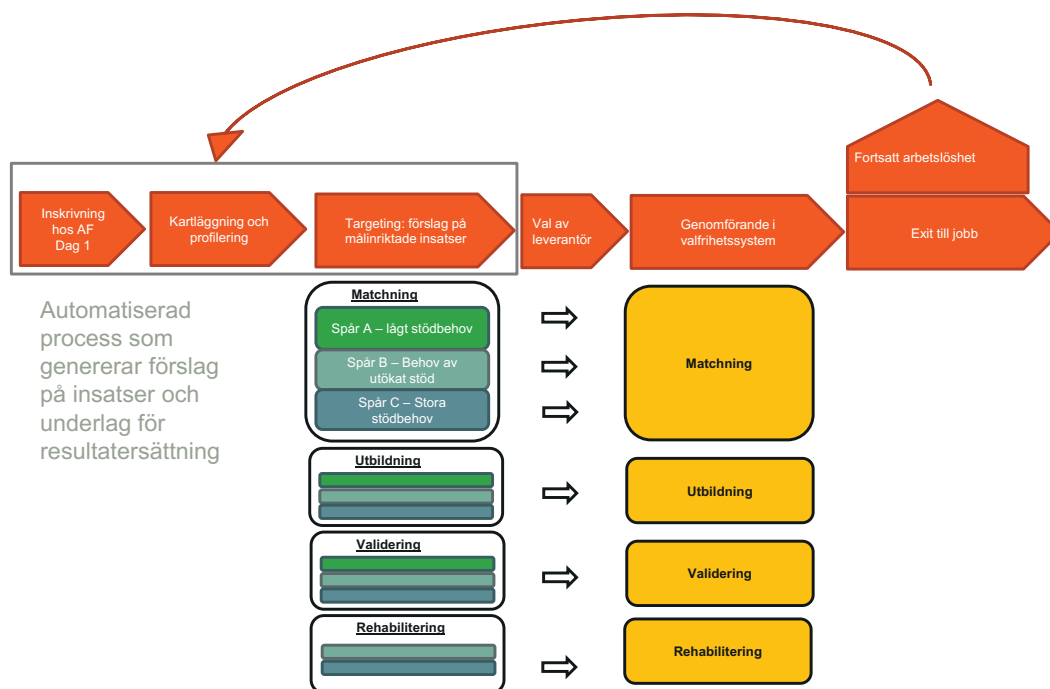 Fortsatt arbetslöshet
Inskrivning
hos AF
Dag 1
Kartläggning och
profilering
Targeting: förslag på
målinriktade insatser
Val av
leverantör
Genomförande i
valfrihetssystem
Exit till jobb
Automatiserad
process som
genererar förslag
på insatser och
underlag för
resultatersättning
Matchning
Spår A – lågt stödbehov
Spår B – Behov av
utökat stöd
Spår C – Stora
stödbehov
Matchning
Utbildning
Utbildning
Validering
Validering
Rehabilitering
Rehabilitering